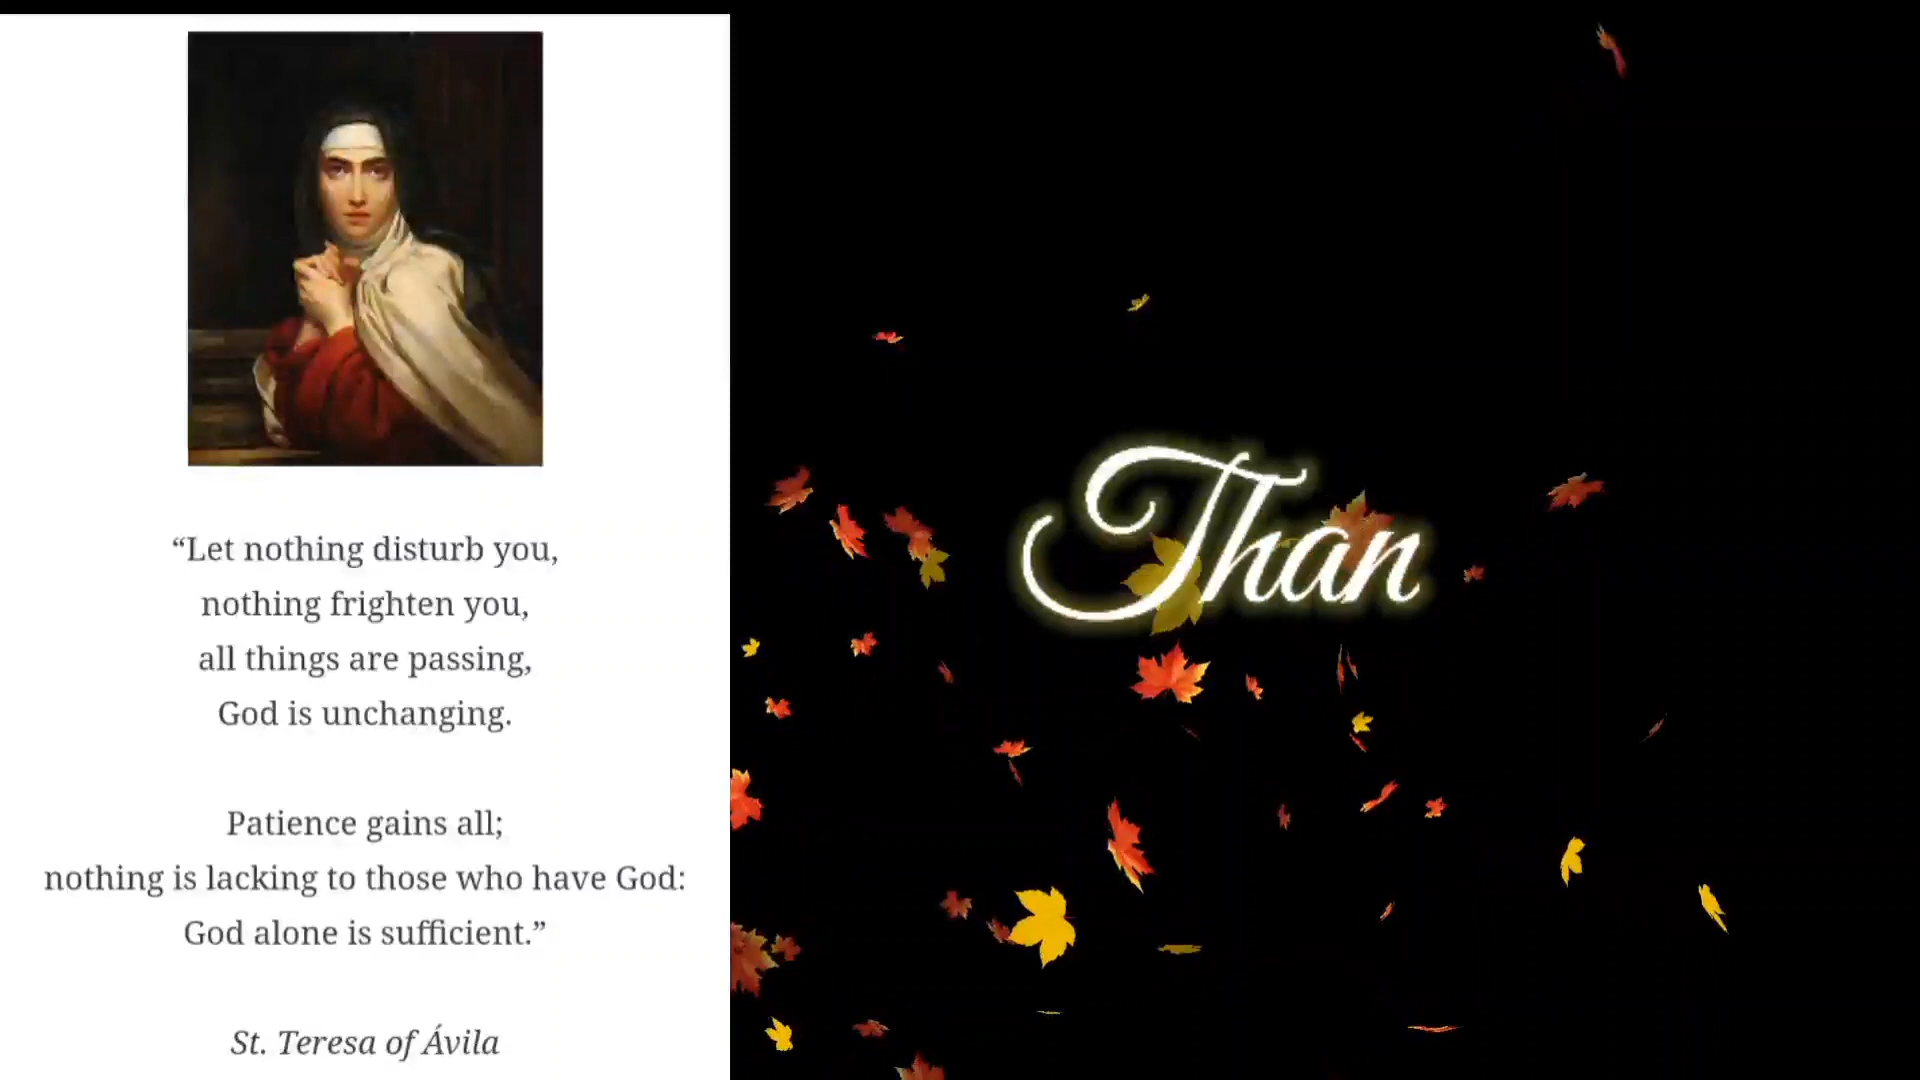 “Let nothing disturb you,
nothing frighten you,
all things are passing,
God is unchanging.
Patience gains all;
nothing is lacking to those who have God:
God alone is sufficient.”
St. Teresa of Ávila
Than